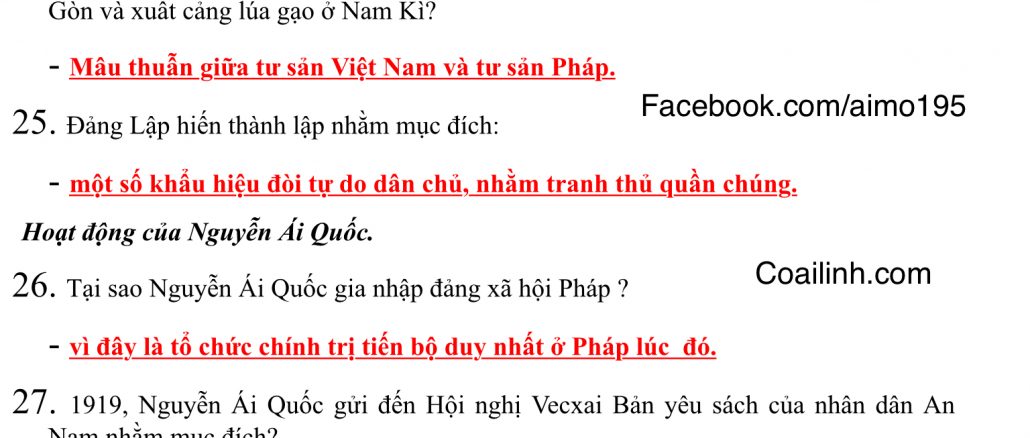 Gòn và xuất cảng lúa gạo ở Nam Kì?
- Mâu thuẫn giữa tư sản Việt Nam và tư sản Pháp.
Facebook.com/aimo195
25. Đảng Lập hiến thành lập nhằm mục đích:
- một số khẩu hiệu đòi tự do dân chủ, nhằm tranh thủ quần chúng.
Hoạt động của Nguyễn Ái Quốc.
Coailinh.com
26. Tại sao Nguyễn Ái Quốc gia nhập đảng xã hội Pháp ?
- vì đây là tổ chức chính trị tiến bộ duy nhất ở Pháp lúc đó.
27. 1919, Nguyễn Ái Quốc gửi đến Hội nghị Vecxai Bản yêu sách của nhân dân An
Nam nhằm mục đích?